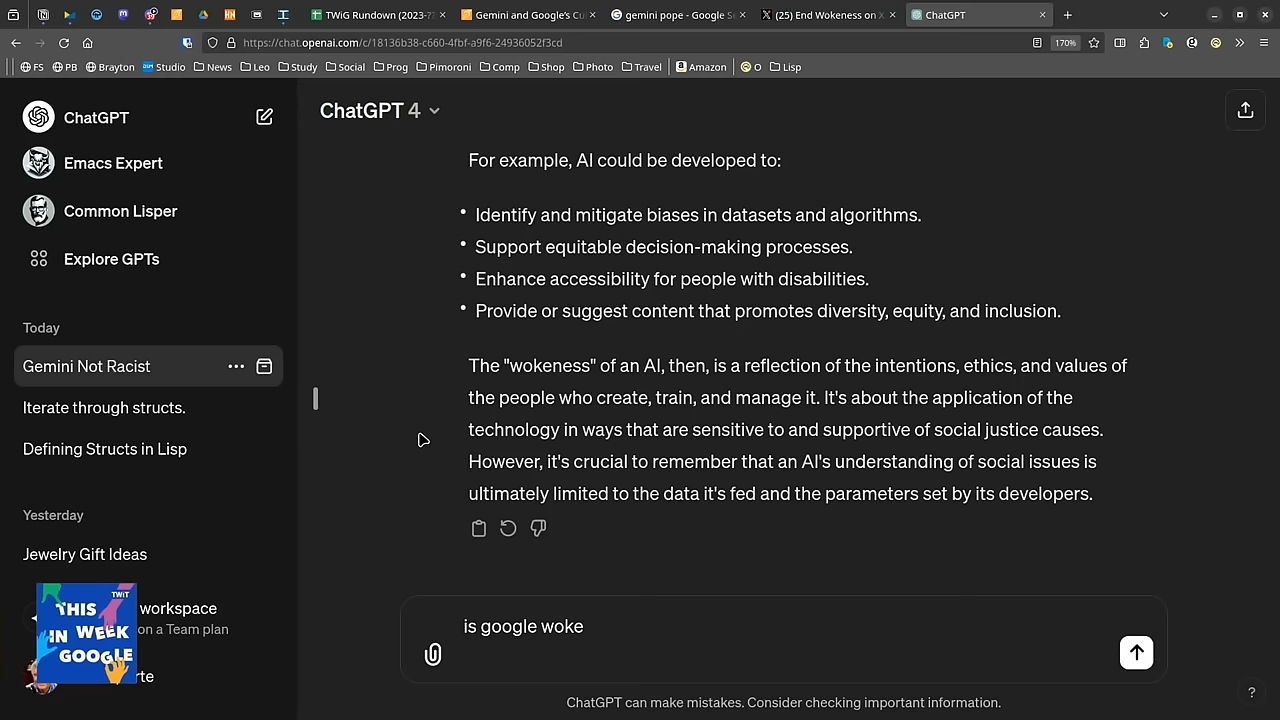 TWiG Rundown (2023-??
Gemini and Google's Cu
gemini pope - Google Se
(25) End Wokeness on X
ChatGPT
https://chat.openai.com/c/18136b38-c660-4fbf-a9f6-24936052f3cd
170%
FS
PB
Brayton
Studio
News
Leo
Study
Social
Prog
Pimoroni
Comp
Shop
Photo
Travel
Amazon
O
Lisp
ChatGPT
Emacs Expert
Common Lisper
Explore GPTs
Today
Gemini Not Racist
Iterate through structs.
Defining Structs in Lisp
Yesterday
Jewelry Gift Ideas
workspace
on a Team plan
rte
TWiT
THIS
IN WEEK
GOOGLE
ChatGPT 4
For example, AI could be developed to:
• Identify and mitigate biases in datasets and algorithms.
• Support equitable decision-making processes.
• Enhance accessibility for people with disabilities.
• Provide or suggest content that promotes diversity, equity, and inclusion.
The "wokeness" of an AI, then, is a reflection of the intentions, ethics, and values of
the people who create, train, and manage it. It's about the application of the
technology in ways that are sensitive to and supportive of social justice causes.
However, it's crucial to remember that an AI's understanding of social issues is
ultimately limited to the data it's fed and the parameters set by its developers.
is google woke
ChatGPT can make mistakes. Consider checking important information.
?